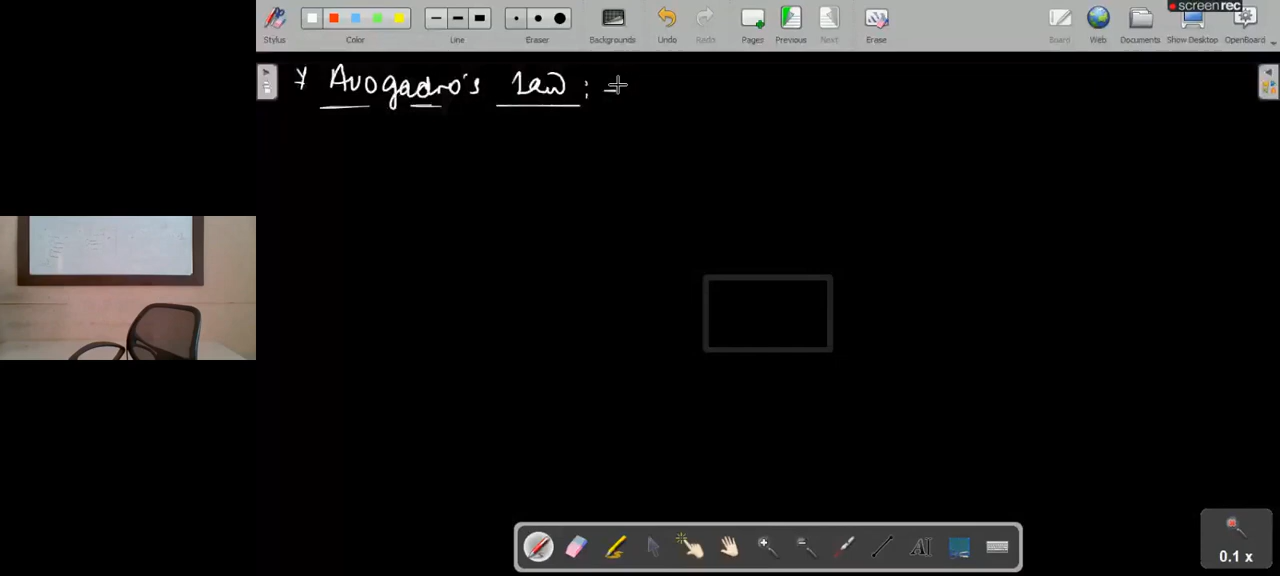 screenrec
Stylus Color Line Eraser Backgrounds Undo Redo Pages Previous Next Erase Board Web Documents Show Desktop OpenBoard
* Avogadro's Law : -
AI
0.1 x